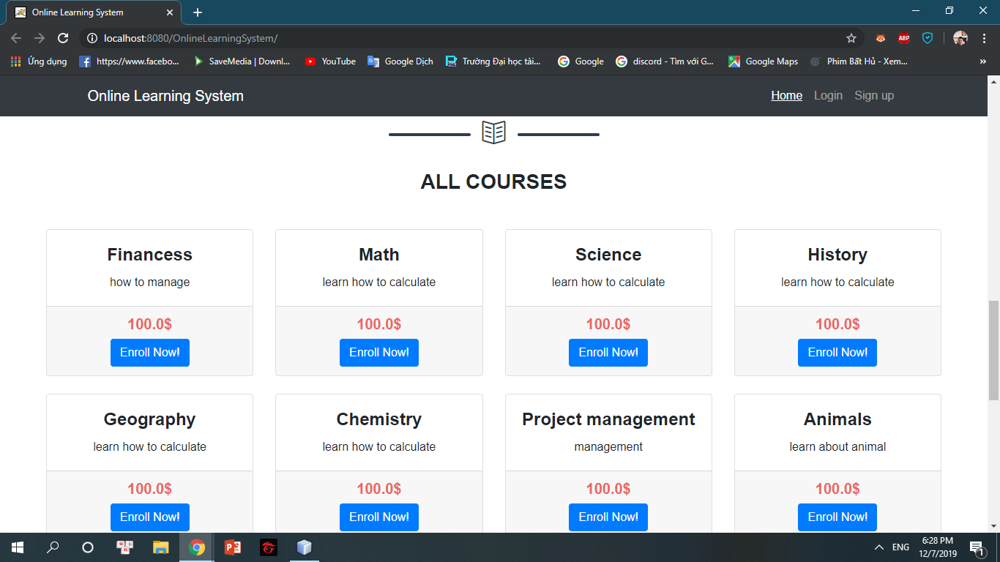 Online Learning System
localhost:8080/OnlineLearningSystem/
ABP
Ứng dụng https://www.facebo... SaveMedia | Downl... YouTube Google Dịch Trường Đại học tài... Google discord - Tìm với G... Google Maps Phim Bất Hủ - Xem... »
Online Learning System Home Login Sign up
ALL COURSES
Financess Math Science History
how to manage learn how to calculate learn how to calculate learn how to calculate
100.0$ 100.0$ 100.0$ 100.0$
Enroll Now! Enroll Now! Enroll Now! Enroll Now!
Geography Chemistry Project management Animals
learn how to calculate learn how to calculate management learn about animal
100.0$ 100.0$ 100.0$ 100.0$
Enroll Now! Enroll Now! Enroll Now! Enroll Now!
ENG
6:28 PM
12/7/2019
1